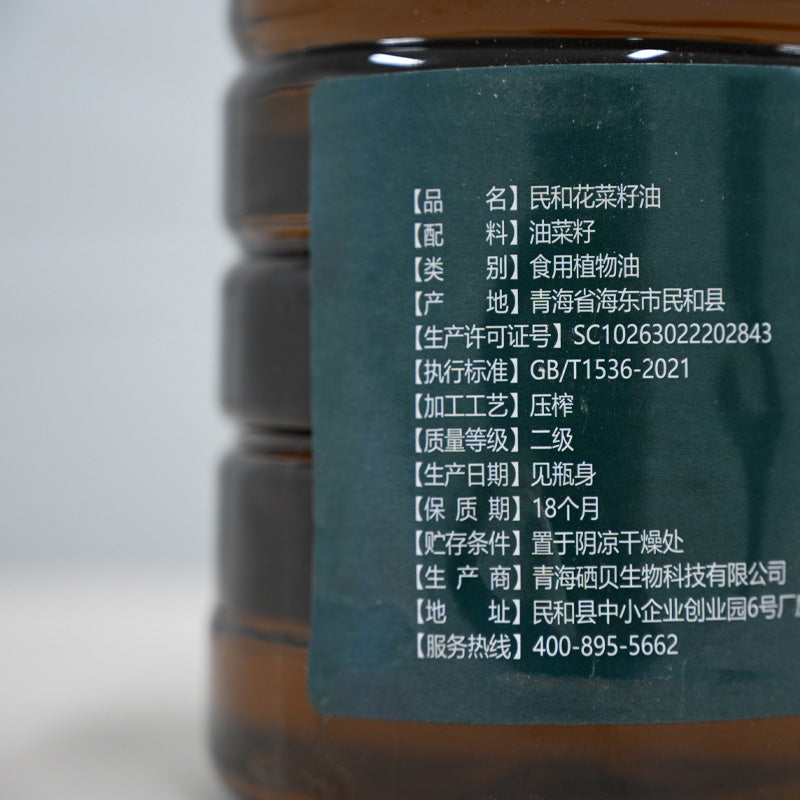 【品 名】民和花菜籽油
【配 料】油菜籽
【类 别】食用植物油
【产 地】青海省海东市民和县
【生产许可证号】SC10263022202843
【执行标准】GB/T1536-2021
【加工工艺】压榨
【质量等级】二级
【生产日期】见瓶身
【保 质 期】18个月
【贮存条件】置于阴凉干燥处
【生 产 商】青海硒贝生物科技有限公司
【地 址】民和县中小企业创业园6号厂
【服务热线】400-895-5662